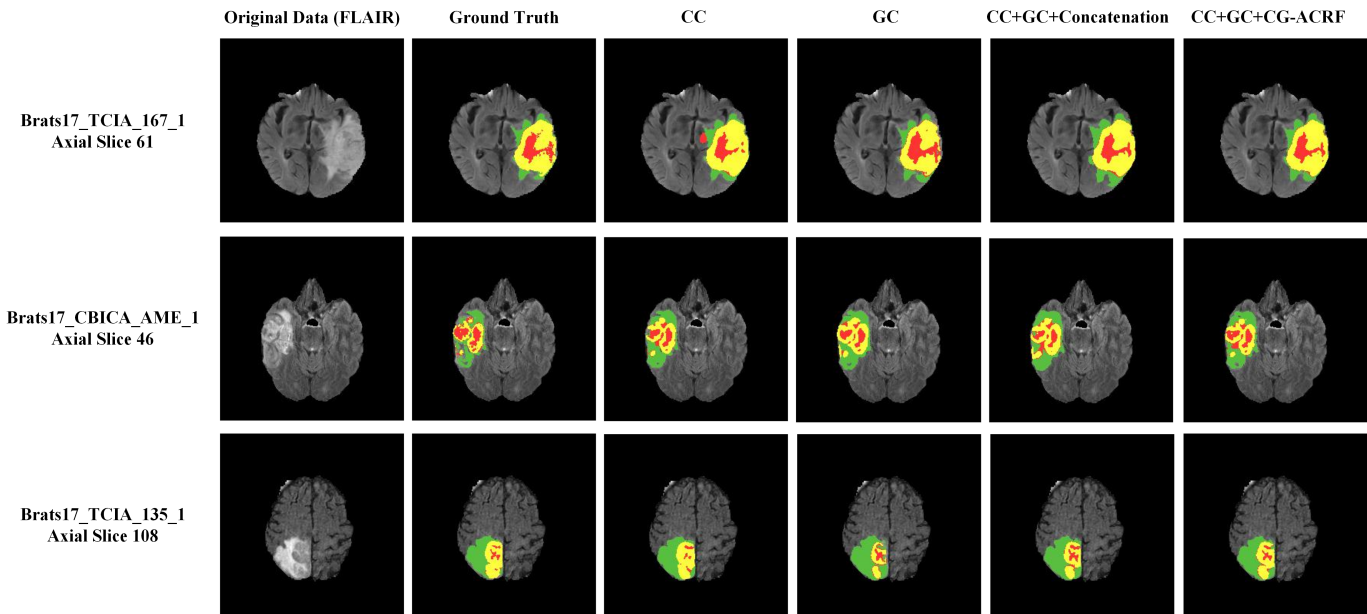 Original Data (FLAIR) Ground Truth CC GC CC+GC+Concatenation CC+GC+CG-ACRF
Brats17_TCIA_167_1
Axial Slice 61
Brats17_CBICA_AME_1
Axial Slice 46
Brats17_TCIA_135_1
Axial Slice 108